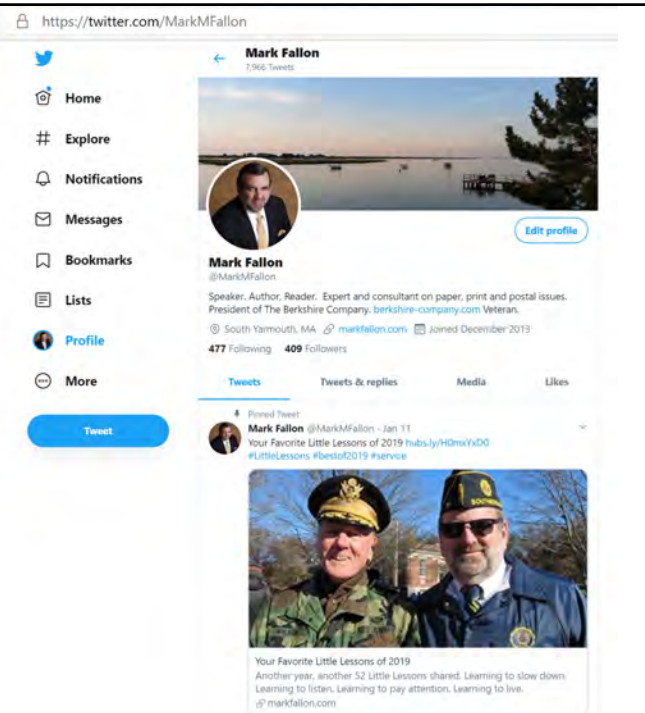 https://twitter.com/MarkMFallon
Mark Fallon
7,966 Tweets
Home
Explore
Notifications
Messages
Bookmarks
Lists
Profile
More
Tweet
Edit profile
Mark Fallon
@MarkMFallon
Speaker. Author, Reader. Expert and consultant on paper, print and postal issues.
President of The Berkshire Company. berkshire-company.com Veteran.
South Yarmouth, MA markfallon.com Joined December 2013
477 Following 409 Followers
Tweets Tweets & replies Media Likes
Pinned Tweet
Mark Fallon @MarkMFallon - Jan 11
Your Favorite Little Lessons of 2019 hubs.ly/H0mxYxD0
#LittleLessons #bestof2019 #service
Your Favorite Little Lessons of 2019
Another year, another 52 Little Lessons shared. Learning to slow down.
Learning to listen. Learning to pay attention. Learning to live.
markfallon.com